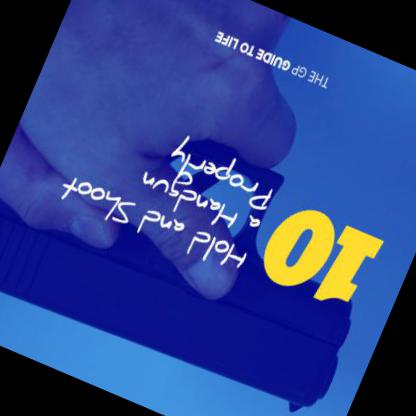 THE GP GUIDE TO LIFE
10
Hold and Shoot
a Handgun
Properly